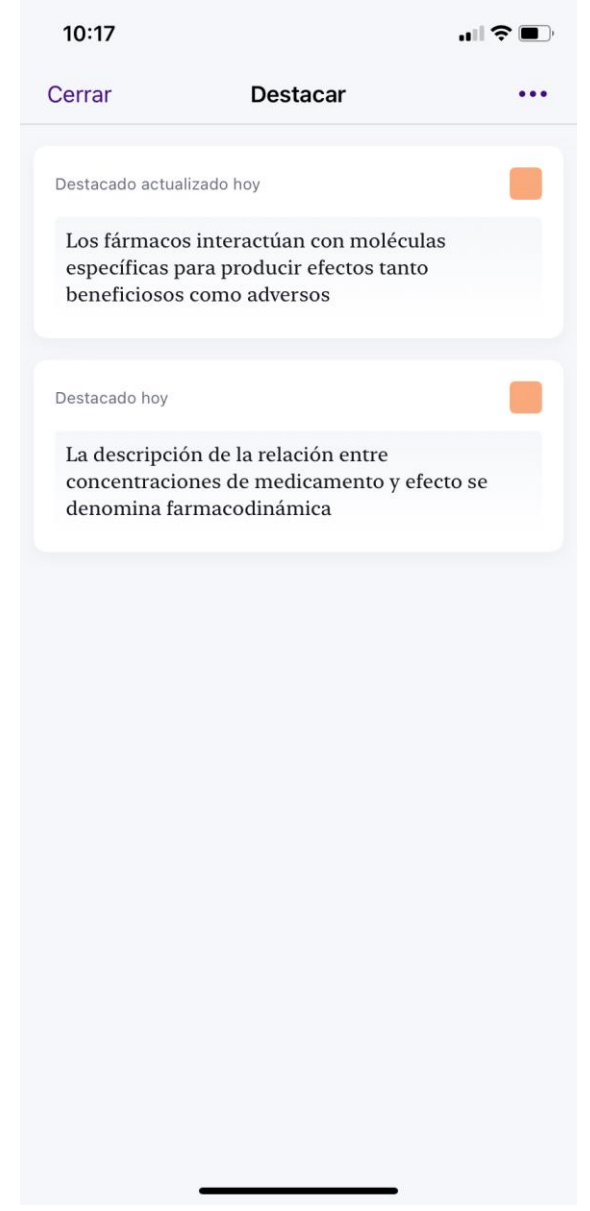 10:17
Cerrar
Destacar
Destacado actualizado hoy
Los fármacos interactúan con moléculas
específicas para producir efectos tanto
beneficiosos como adversos
Destacado hoy
La descripción de la relación entre
concentraciones de medicamento y efecto se
denomina farmacodinámica